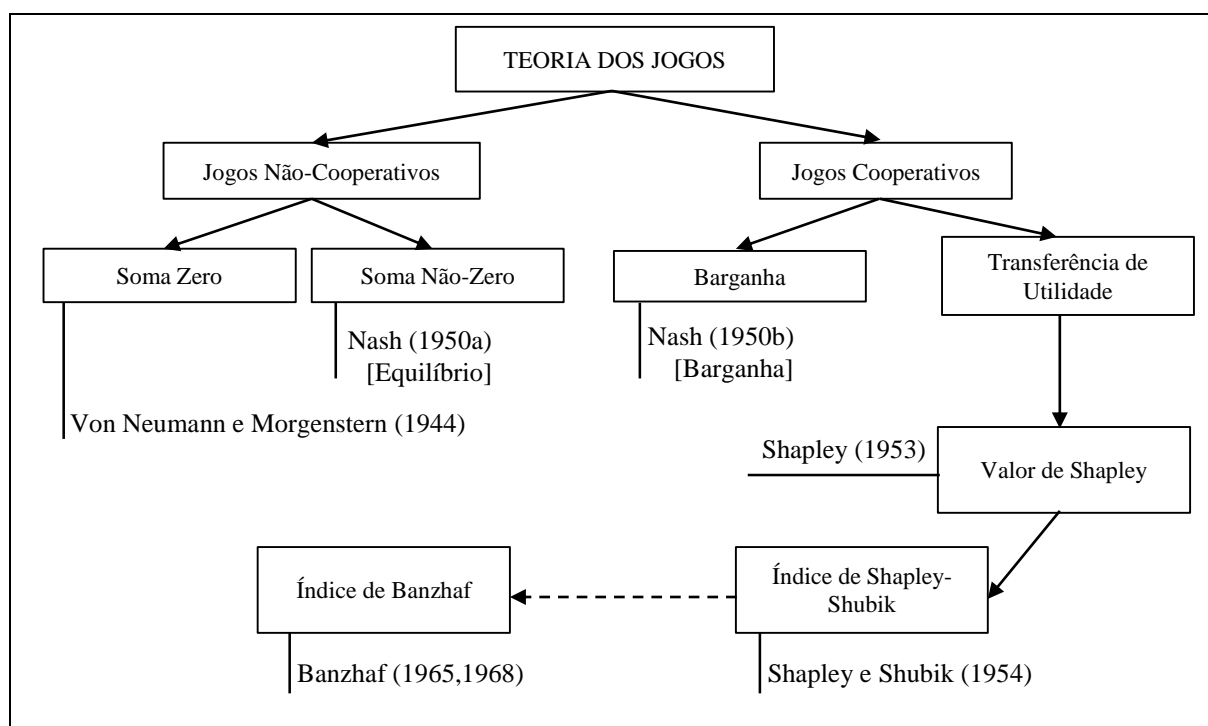 TEORIA DOS JOGOS
Jogos Não-Cooperativos
Jogos Cooperativos
Soma Zero
Soma Não-Zero
Barganha
Transferência de
Utilidade
Nash (1950a)
[Equilíbrio]
Nash (1950b)
[Barganha]
Von Neumann e Morgenstern (1944)
Shapley (1953)
Valor de Shapley
Índice de Banzhaf
Índice de Shapley-
Shubik
Banzhaf (1965,1968)
Shapley e Shubik (1954)